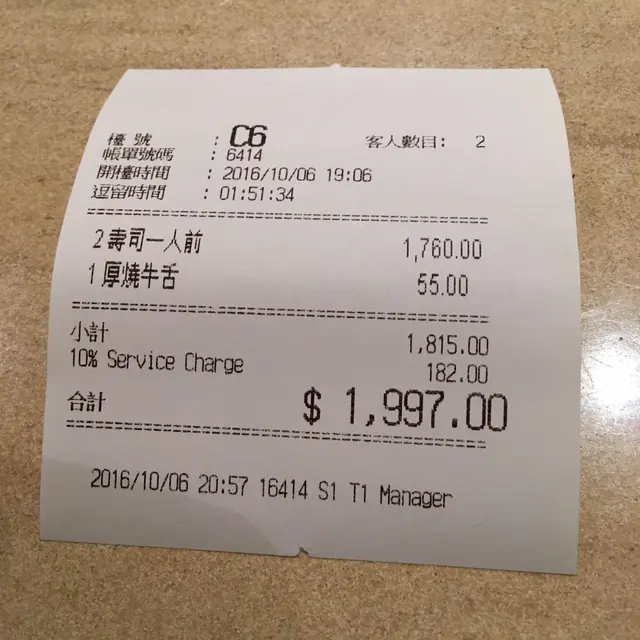 檯號 : C6 客人數目: 2
帳單號碼 : 6414
開檯時間 : 2016/10/06 19:06
逗留時間 : 01:51:34
2 壽司一人前 1,760.00
1 厚燒牛舌 55.00
小計 1,815.00
10% Service Charge 182.00
合計 $ 1,997.00
2016/10/06 20:57 16414 S1 T1 Manager